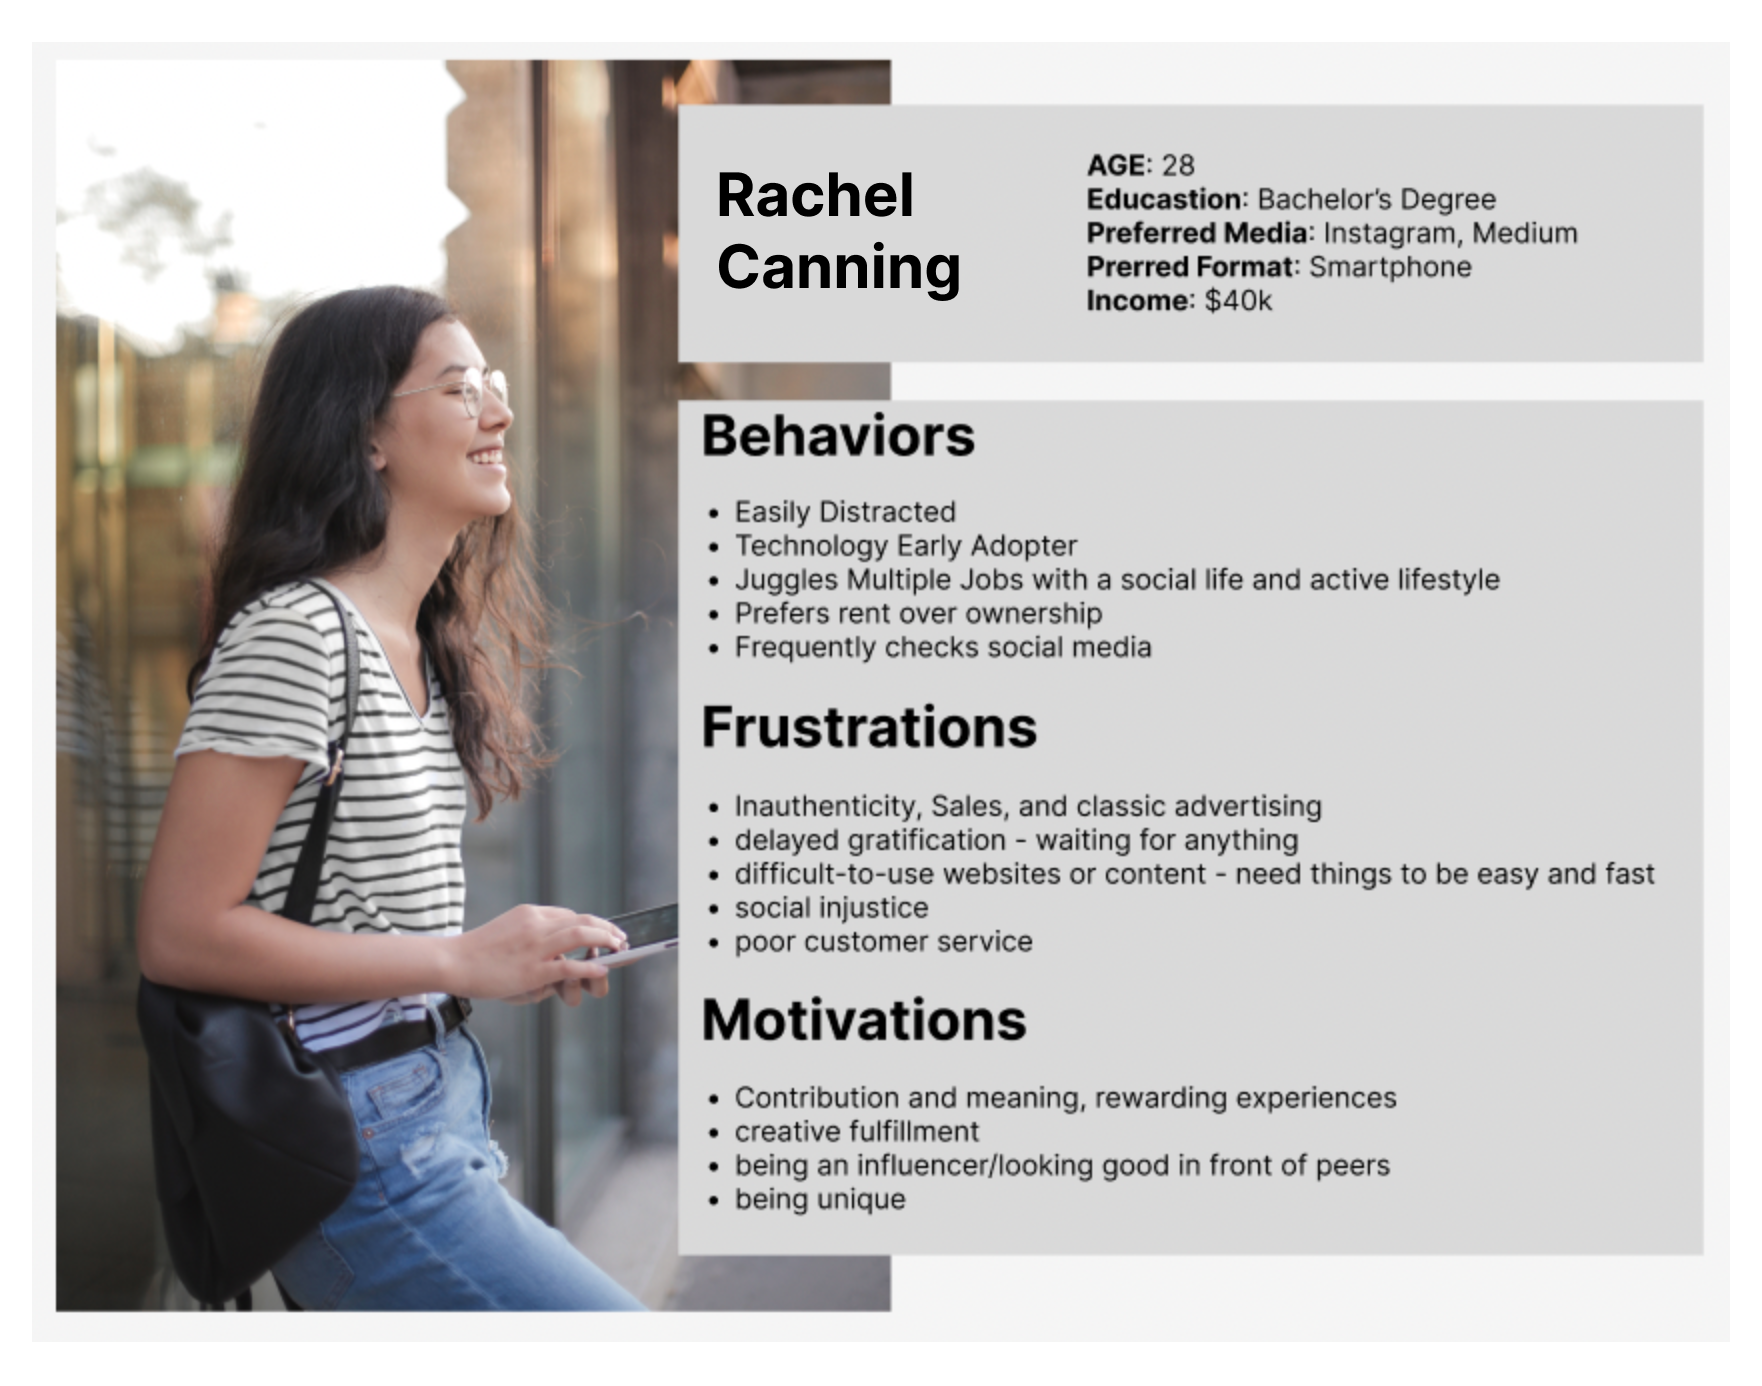 Rachel
Canning
AGE: 28
Educastion: Bachelor’s Degree
Preferred Media: Instagram, Medium
Prerred Format: Smartphone
Income: $40k
Behaviors
• Easily Distracted
• Technology Early Adopter
• Juggles Multiple Jobs with a social life and active lifestyle
• Prefers rent over ownership
• Frequently checks social media
Frustrations
• Inauthenticity, Sales, and classic advertising
• delayed gratification - waiting for anything
• difficult-to-use websites or content - need things to be easy and fast
• social injustice
• poor customer service
Motivations
• Contribution and meaning, rewarding experiences
• creative fulfillment
• being an influencer/looking good in front of peers
• being unique